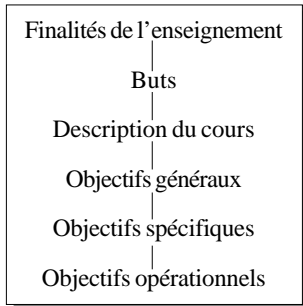 Finalités de l’enseignement
Buts
Description du cours
Objectifs généraux
Objectifs spécifiques
Objectifs opérationnels